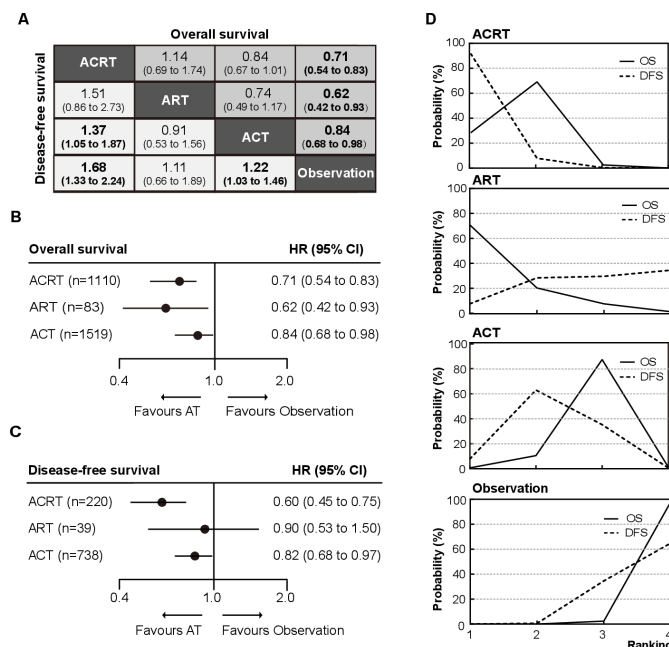 A
Overall survival
Disease-free survival
ACRT
1.14
(0.69 to 1.74)
0.84
(0.67 to 1.01)
0.71
(0.54 to 0.83)
1.51
(0.86 to 2.73)
ART
0.74
(0.49 to 1.17)
0.62
(0.42 to 0.93)
1.37
(1.05 to 1.87)
0.91
(0.53 to 1.56)
ACT
0.84
(0.68 to 0.98)
1.68
(1.33 to 2.24)
1.11
(0.66 to 1.89)
1.22
(1.03 to 1.46)
Observation
B
Overall survival HR (95% CI)
ACRT (n=1110) 0.71 (0.54 to 0.83)
ART (n=83) 0.62 (0.42 to 0.93)
ACT (n=1519) 0.84 (0.68 to 0.98)
0.4 1.0 2.0
Favours AT Favours Observation
C
Disease-free survival HR (95% CI)
ACRT (n=220) 0.60 (0.45 to 0.75)
ART (n=39) 0.90 (0.53 to 1.50)
ACT (n=738) 0.82 (0.68 to 0.97)
0.4 1.0 2.0
Favours AT Favours Observation
D
ACRT
Probability (%)
100
80
60
40
20
0
OS
DFS
ART
Probability (%)
100
80
60
40
20
0
OS
DFS
ACT
Probability (%)
100
80
60
40
20
0
OS
DFS
Observation
Probability (%)
100
80
60
40
20
0
OS
DFS
1 2 3 4
Ranking